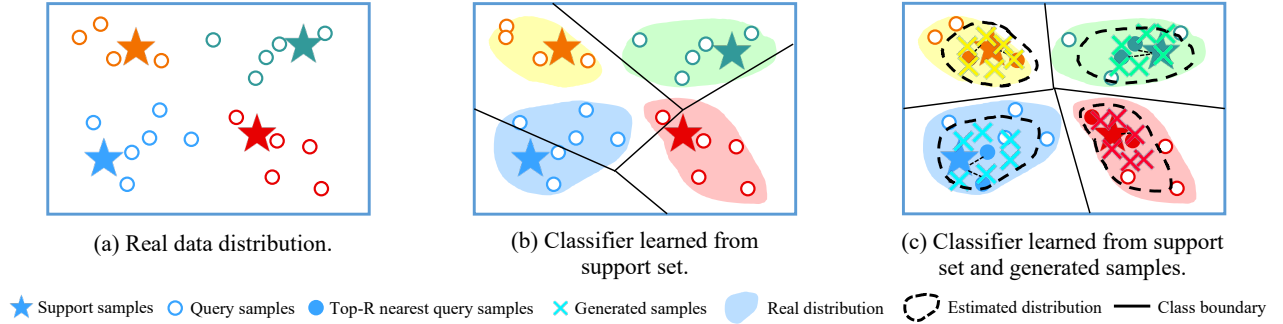 (a) Real data distribution.
(b) Classifier learned from
support set.
(c) Classifier learned from support
set and generated samples.
Support samples
Query samples
Top-R nearest query samples
Generated samples
Real distribution
Estimated distribution
Class boundary